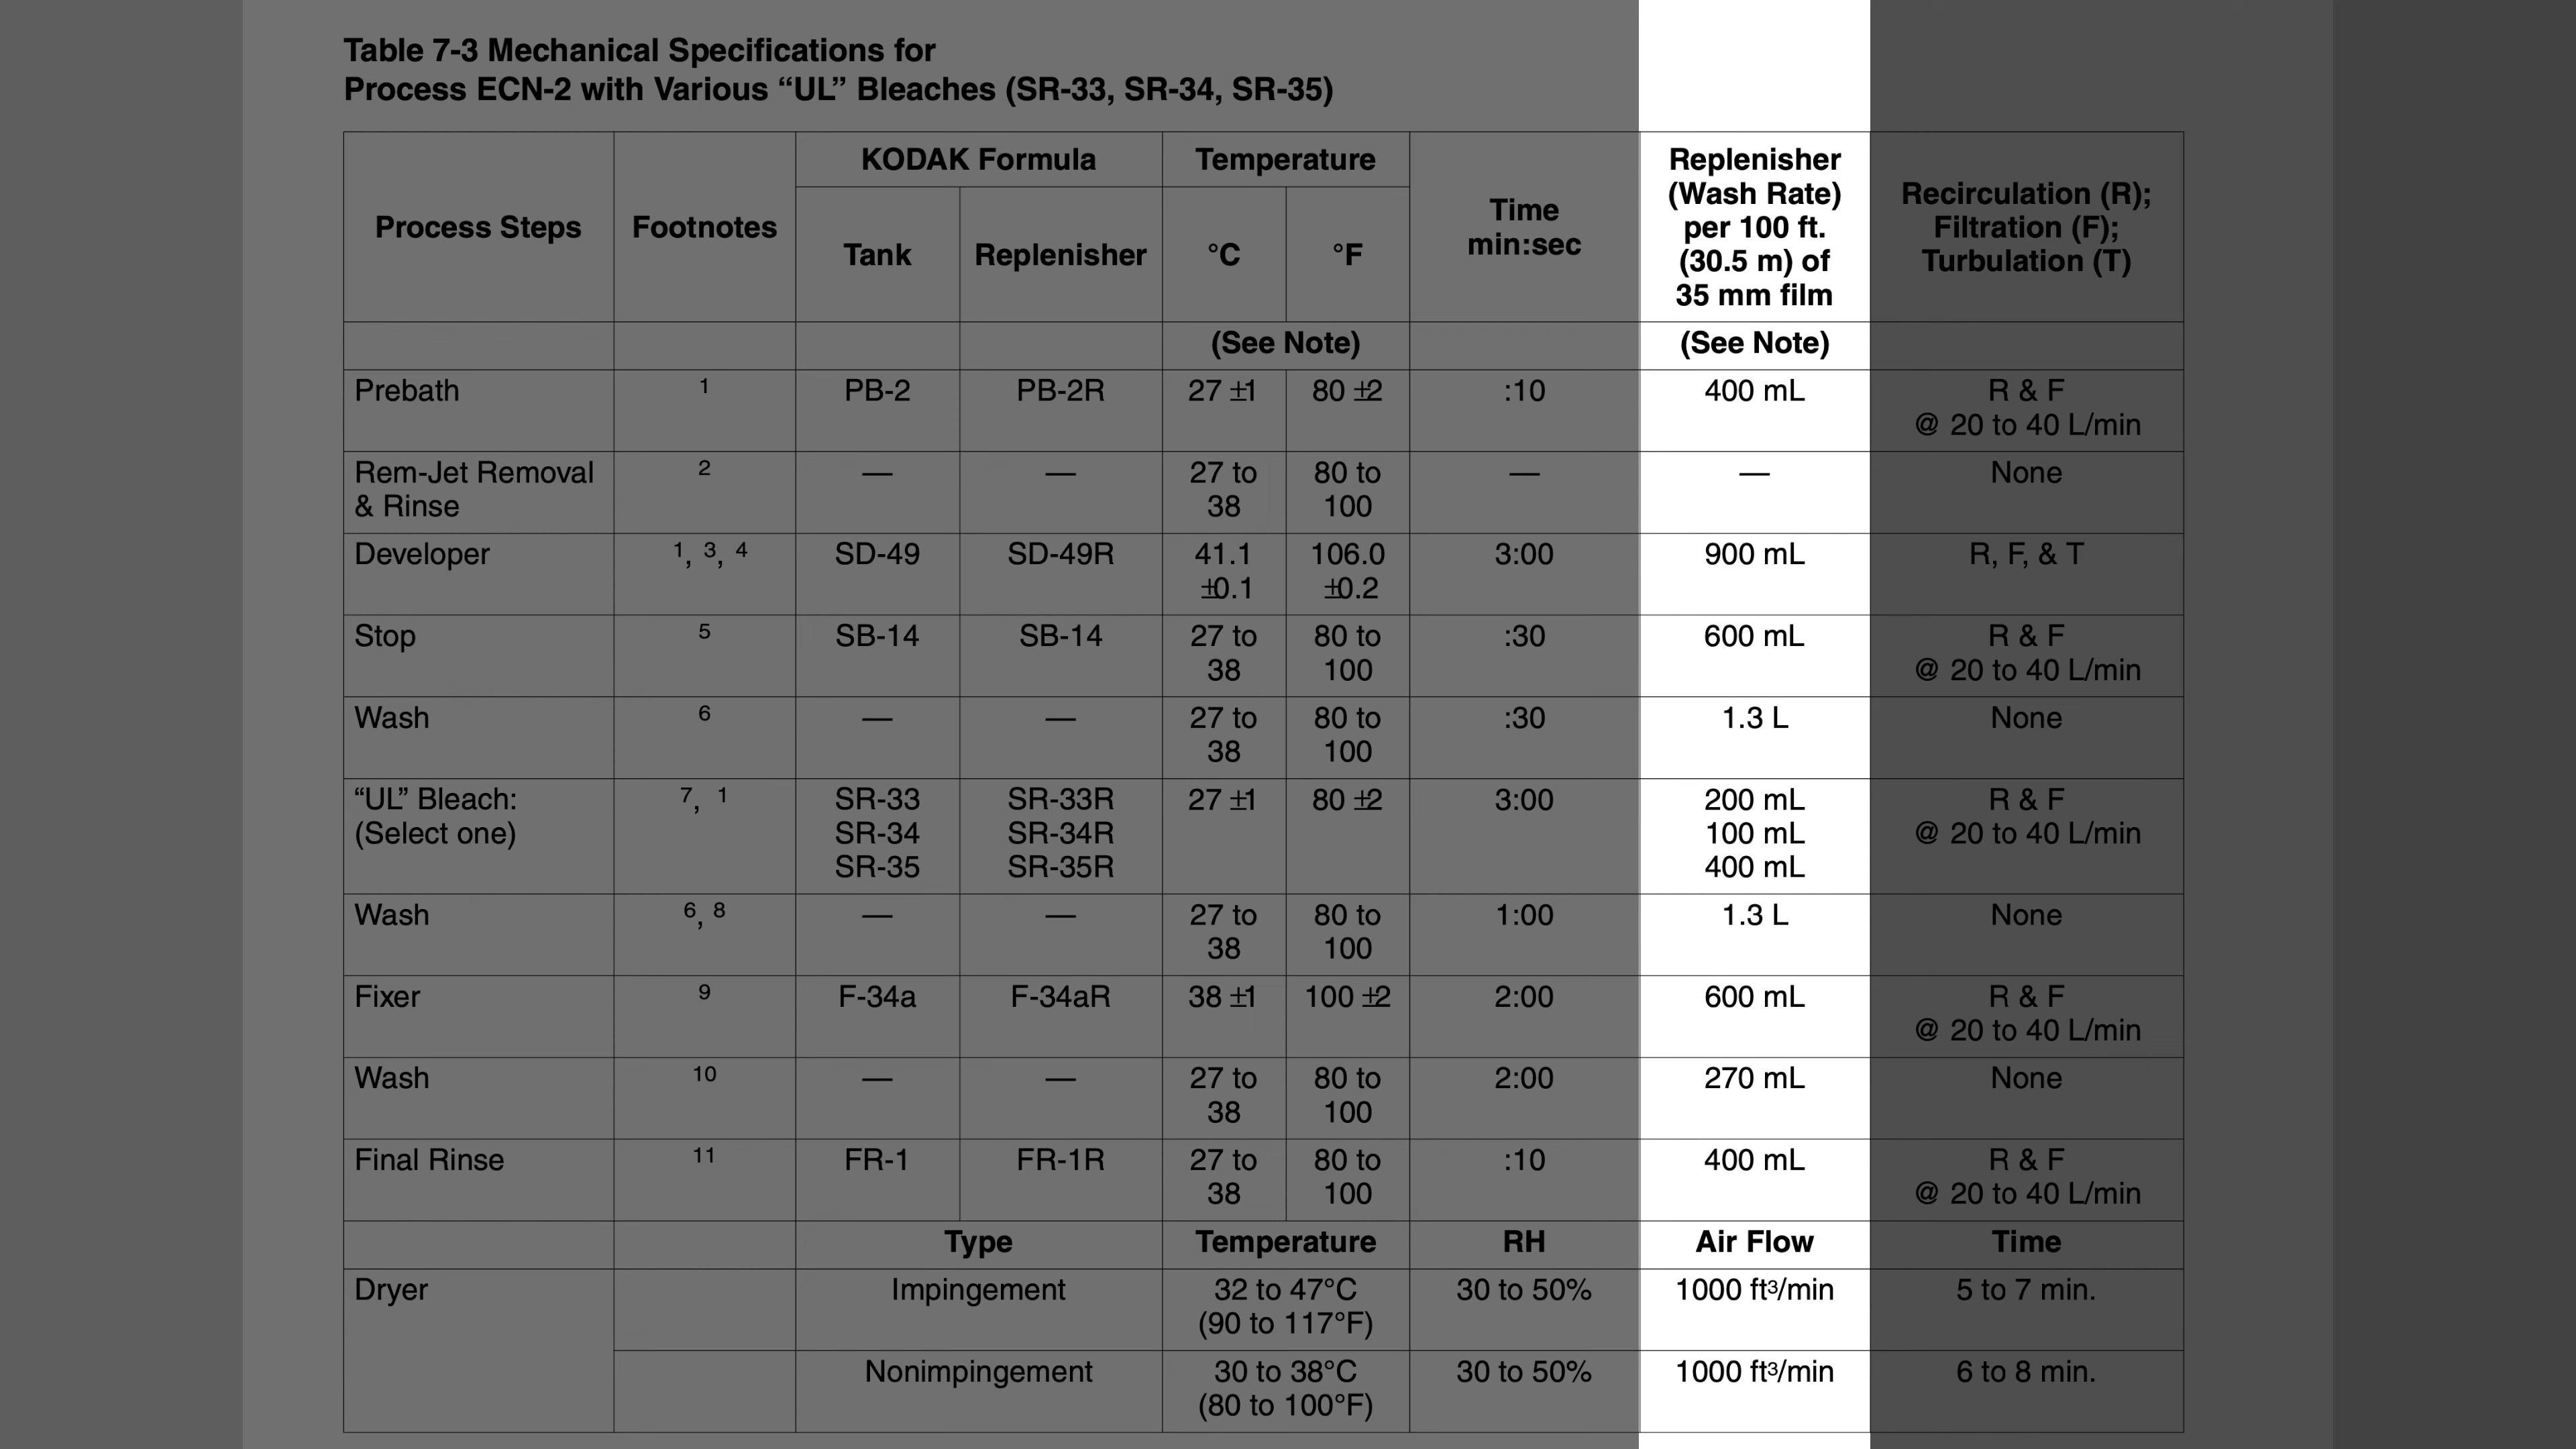 Table 7-3 Mechanical Specifications for
Process ECN-2 with Various “UL” Bleaches (SR-33, SR-34, SR-35)
Process Steps Footnotes KODAK Formula Temperature Time min:sec Replenisher (Wash Rate) per 100 ft. (30.5 m) of 35 mm film Recirculation (R); Filtration (F); Turbulation (T)
Tank Replenisher °C °F
(See Note) (See Note)
Prebath 1 PB-2 PB-2R 27 ±1 80 ±2 :10 400 mL R & F
@ 20 to 40 L/min
Rem-Jet Removal 2 — — 27 to 80 to — — None
& Rinse 38 100
Developer 1, 3, 4 SD-49 SD-49R 41.1 106.0 3:00 900 mL R, F, & T
±0.1 ±0.2
Stop 5 SB-14 SB-14 27 to 80 to :30 600 mL R & F
38 100 @ 20 to 40 L/min
Wash 6 — — 27 to 80 to :30 1.3 L None
38 100
“UL” Bleach: 7, 1 SR-33 SR-33R 27 ±1 80 ±2 3:00 200 mL R & F
(Select one) SR-34 SR-34R 100 mL @ 20 to 40 L/min
SR-35 SR-35R 400 mL
Wash 6, 8 — — 27 to 80 to 1:00 1.3 L None
38 100
Fixer 9 F-34a F-34aR 38 ±1 100 ±2 2:00 600 mL R & F
@ 20 to 40 L/min
Wash 10 — — 27 to 80 to 2:00 270 mL None
38 100
Final Rinse 11 FR-1 FR-1R 27 to 80 to :10 400 mL R & F
38 100 @ 20 to 40 L/min
Type Temperature RH Air Flow Time
Dryer Impingement 32 to 47°C 30 to 50% 1000 ft3/min 5 to 7 min.
(90 to 117°F)
Nonimpingement 30 to 38°C 30 to 50% 1000 ft3/min 6 to 8 min.
(80 to 100°F)